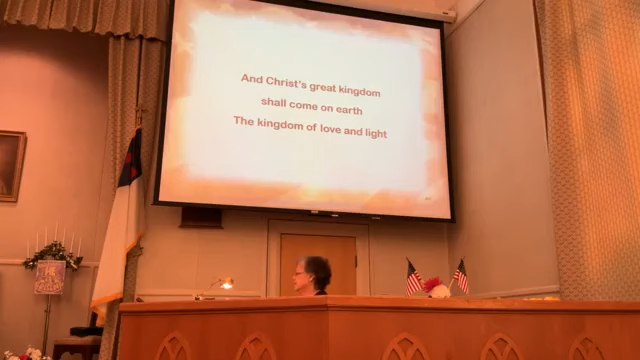 And Christ's great kingdom
shall come on earth
The kingdom of love and light